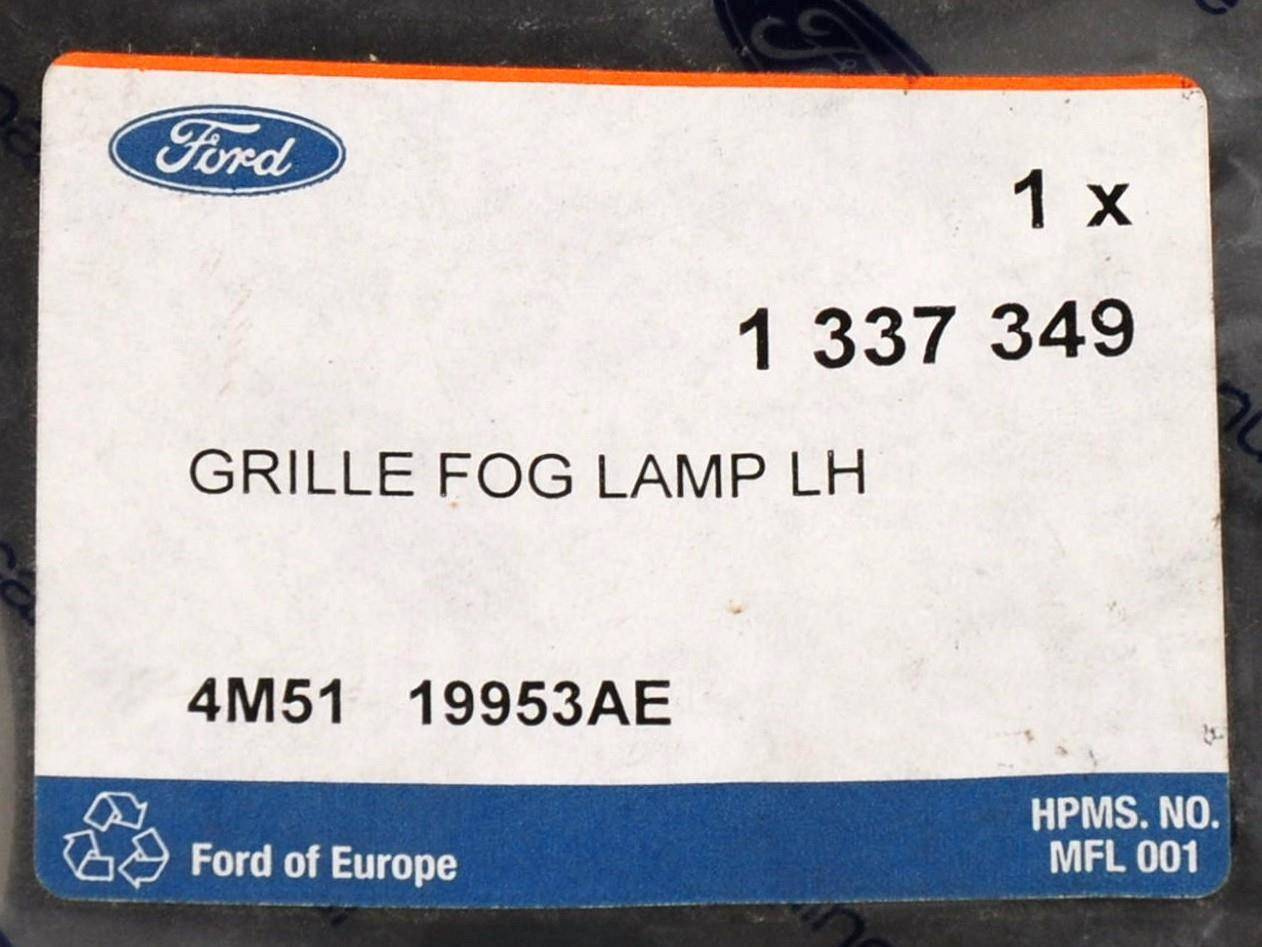 Ford
1 x
1 337 349
GRILLE FOG LAMP LH
4M51 19953AE
Ford of Europe
HPMS. NO.
MFL 001